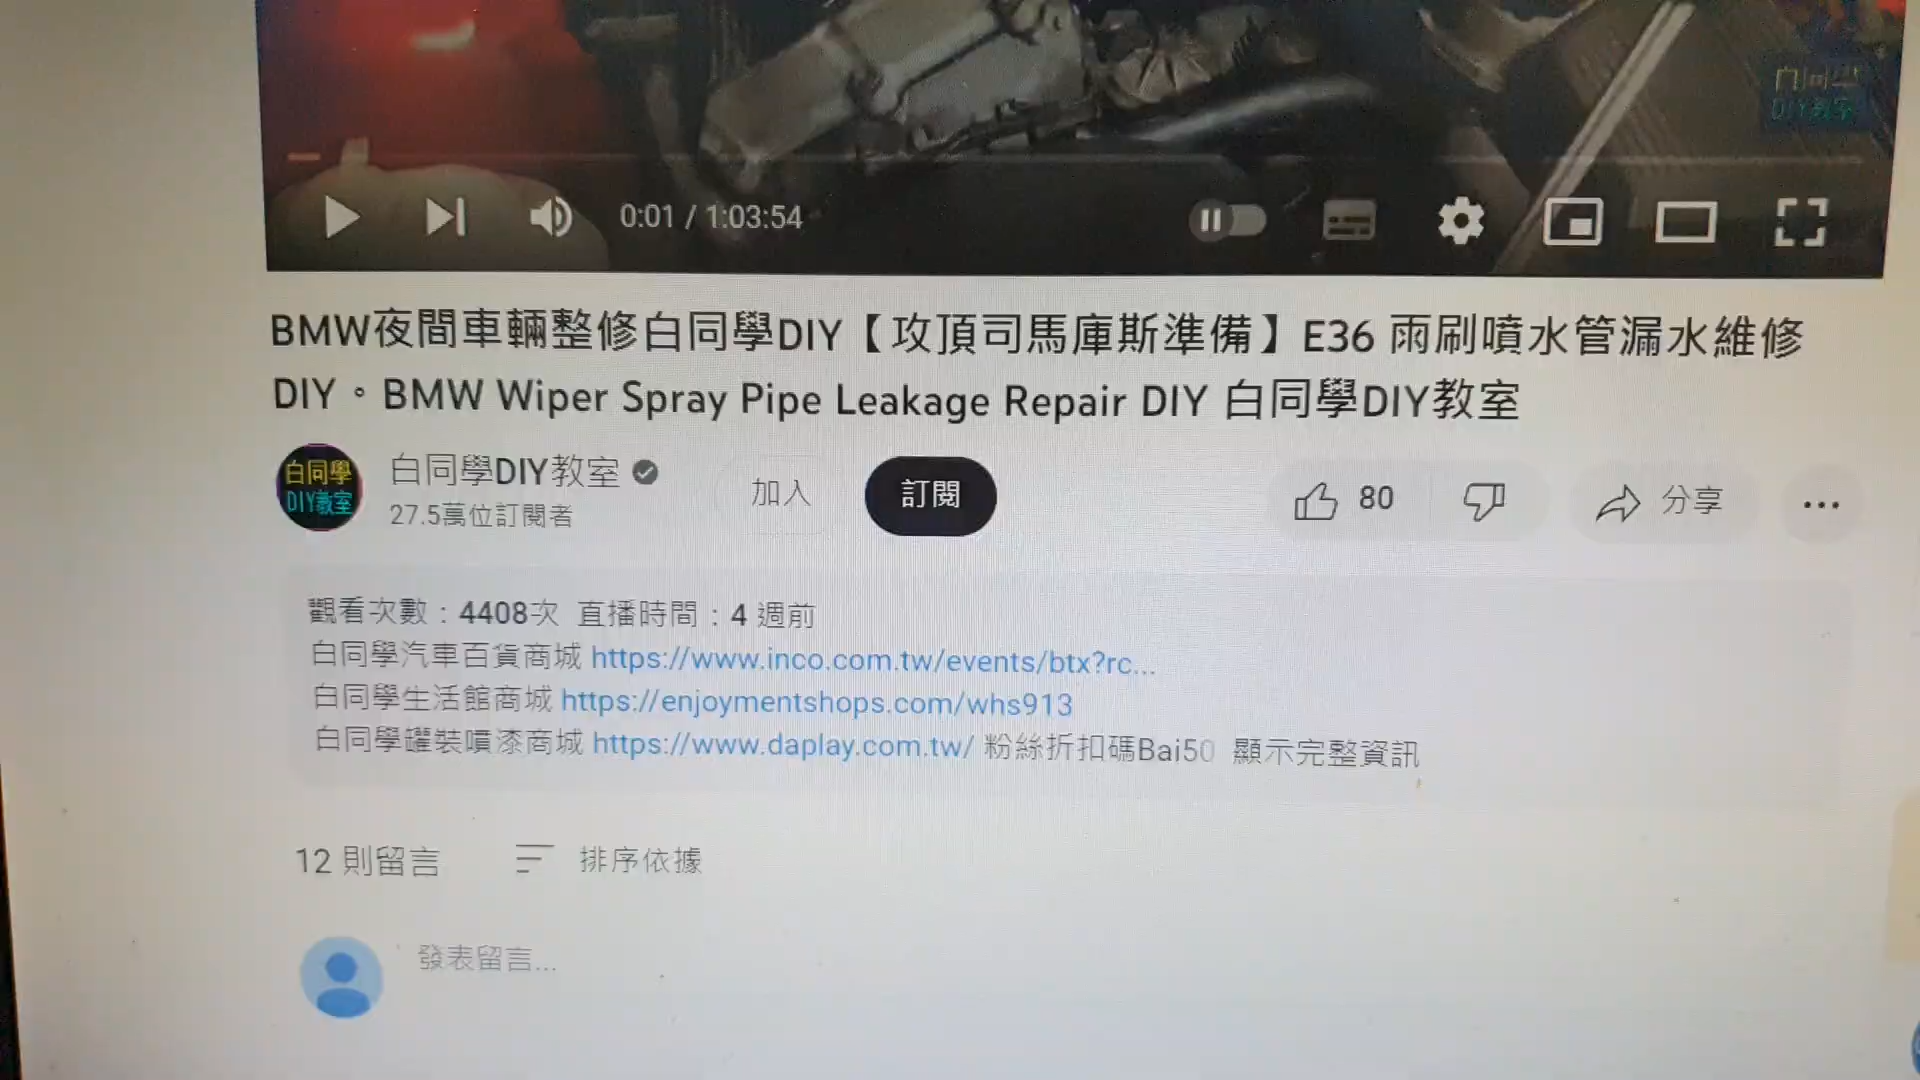 白同學
DIY教室
0:01 / 1:03:54
BMW夜間車輛整修白同學DIY【攻頂司馬庫斯準備】E36 雨刷噴水管漏水維修
DIY。BMW Wiper Spray Pipe Leakage Repair DIY 白同學DIY教室
白同學
DIY教室
白同學DIY教室
27.5萬位訂閱者
加入
訂閱
80
分享
觀看次數：4408次 直播時間：4 週前
白同學汽車百貨商城 https://www.inco.com.tw/events/btx?rc...
白同學生活館商城 https://enjoymentshops.com/whs913
白同學罐裝噴漆商城 https://www.daplay.com.tw/ 粉絲折扣碼Bai50 顯示完整資訊
12 則留言
排序依據
發表留言...